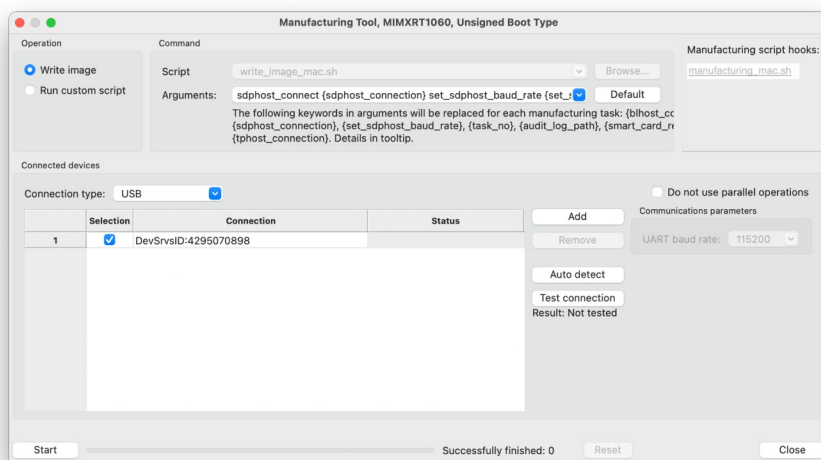 Manufacturing Tool, MIMXRT1060, Unsigned Boot Type
Operation
Write image
Run custom script
Command
Script
write_image_mac.sh
Browse...
Arguments:
sdphost_connect {sdphost_connection} set_sdphost_baud_rate {set_s
Default
The following keywords in arguments will be replaced for each manufacturing task: {blhost_co
{sdphost_connection}, {set_sdphost_baud_rate}, {task_no}, {audit_log_path}, {smart_card_re
{tphost_connection}. Details in tooltip.
Manufacturing script hooks:
manufacturing_mac.sh
Connected devices
Connection type: USB
Do not use parallel operations
Selection Connection Status
1 DevSrvsID:4295070898
Add
Remove
Auto detect
Test connection
Result: Not tested
Communications parameters
UART baud rate: 115200
Start
Successfully finished: 0
Reset
Close